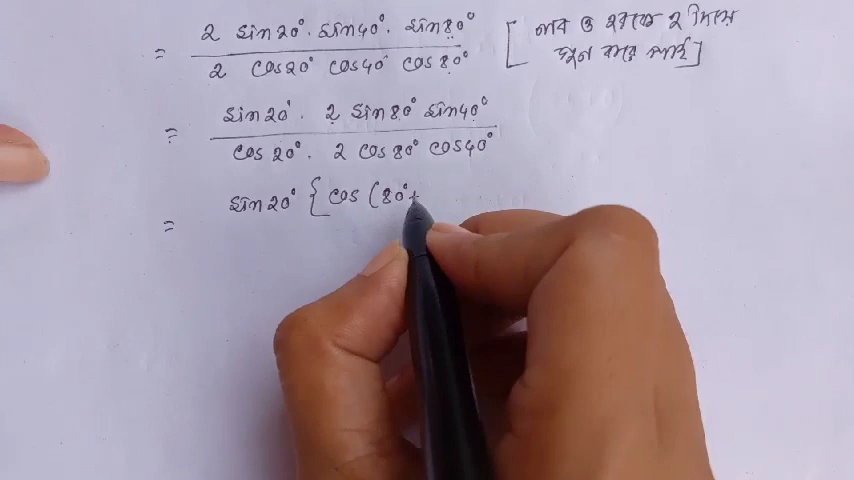 = 2 sin20°. sin40°. sin80° / 2 cos20° cos40° cos80° [লব ও হরকে ২ দিয়ে
গুন করে পাই]
= sin20°. 2 sin80° sin40° / cos20°. 2 cos80° cos40°
= sin20° { cos (80°+